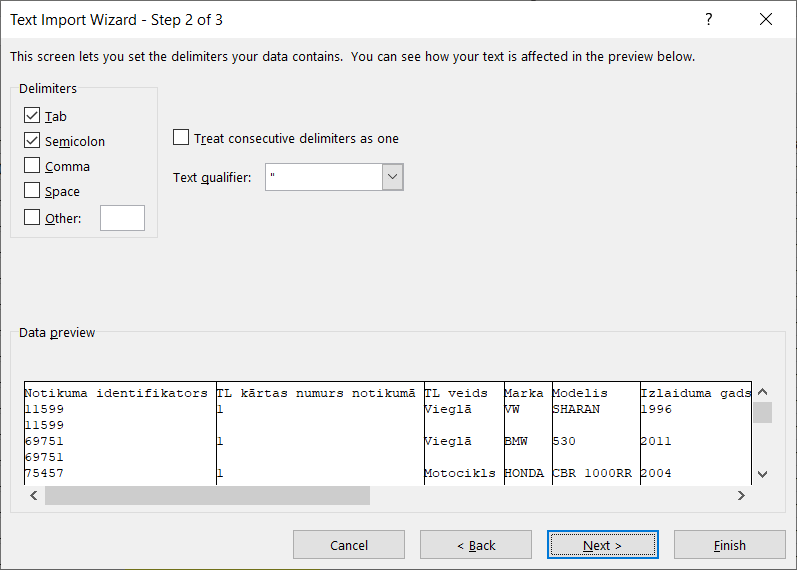 Text Import Wizard - Step 2 of 3 ?
This screen lets you set the delimiters your data contains. You can see how your text is affected in the preview below.
Delimiters
Tab
Semicolon
Comma
Space
Other:
Treat consecutive delimiters as one
Text qualifier: "
Data preview
Notikuma identifikators TL kārtas numurs notikumā TL veids Marka Modelis Izlaiduma gads
11599 1 Vieglā VW SHARAN 1996
11599
69751 1 Vieglā BMW 530 2011
69751
75457 1 Motocikls HONDA CBR 1000RR 2004
Cancel < Back Next > Finish